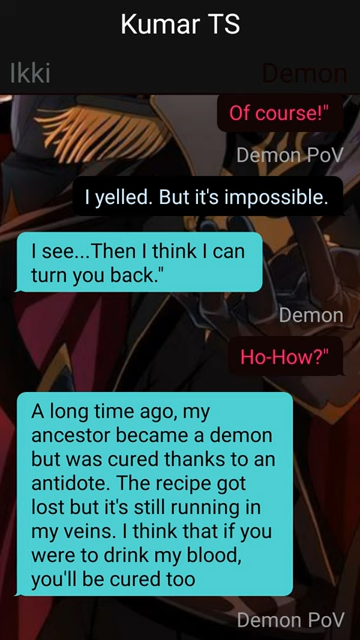 Kumar TS
Ikki
Demon
Of course!"
Demon PoV
I yelled. But it's impossible.
I see...Then I think I can
turn you back."
Demon
Ho-How?"
A long time ago, my
ancestor became a demon
but was cured thanks to an
antidote. The recipe got
lost but it's still running in
my veins. I think that if you
were to drink my blood,
you'll be cured too
Demon PoV